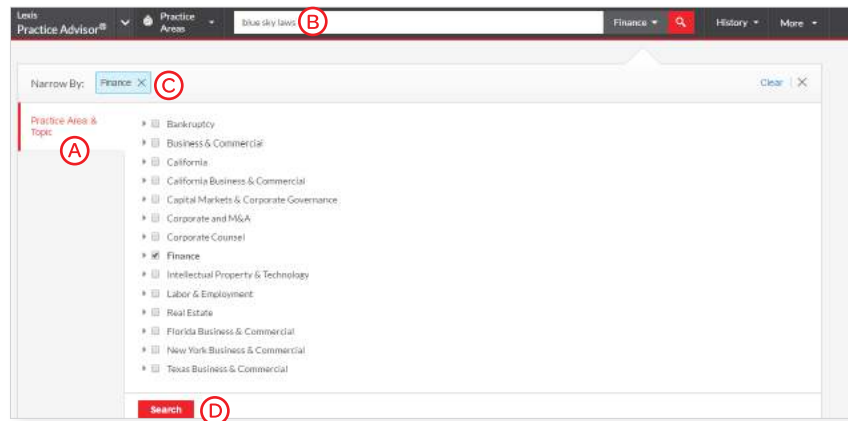 Lexis
Practice Advisor®
Practice
Areas
blue sky laws
B
Finance
History
More
Narrow By:
Finance X
C
Clear | X
Practice Area &
Topic
A
Bankruptcy
Business & Commercial
California
California Business & Commercial
Capital Markets & Corporate Governance
Corporate and M&A
Corporate Counsel
Finance
Intellectual Property & Technology
Labor & Employment
Real Estate
Florida Business & Commercial
New York Business & Commercial
Texas Business & Commercial
Search
D